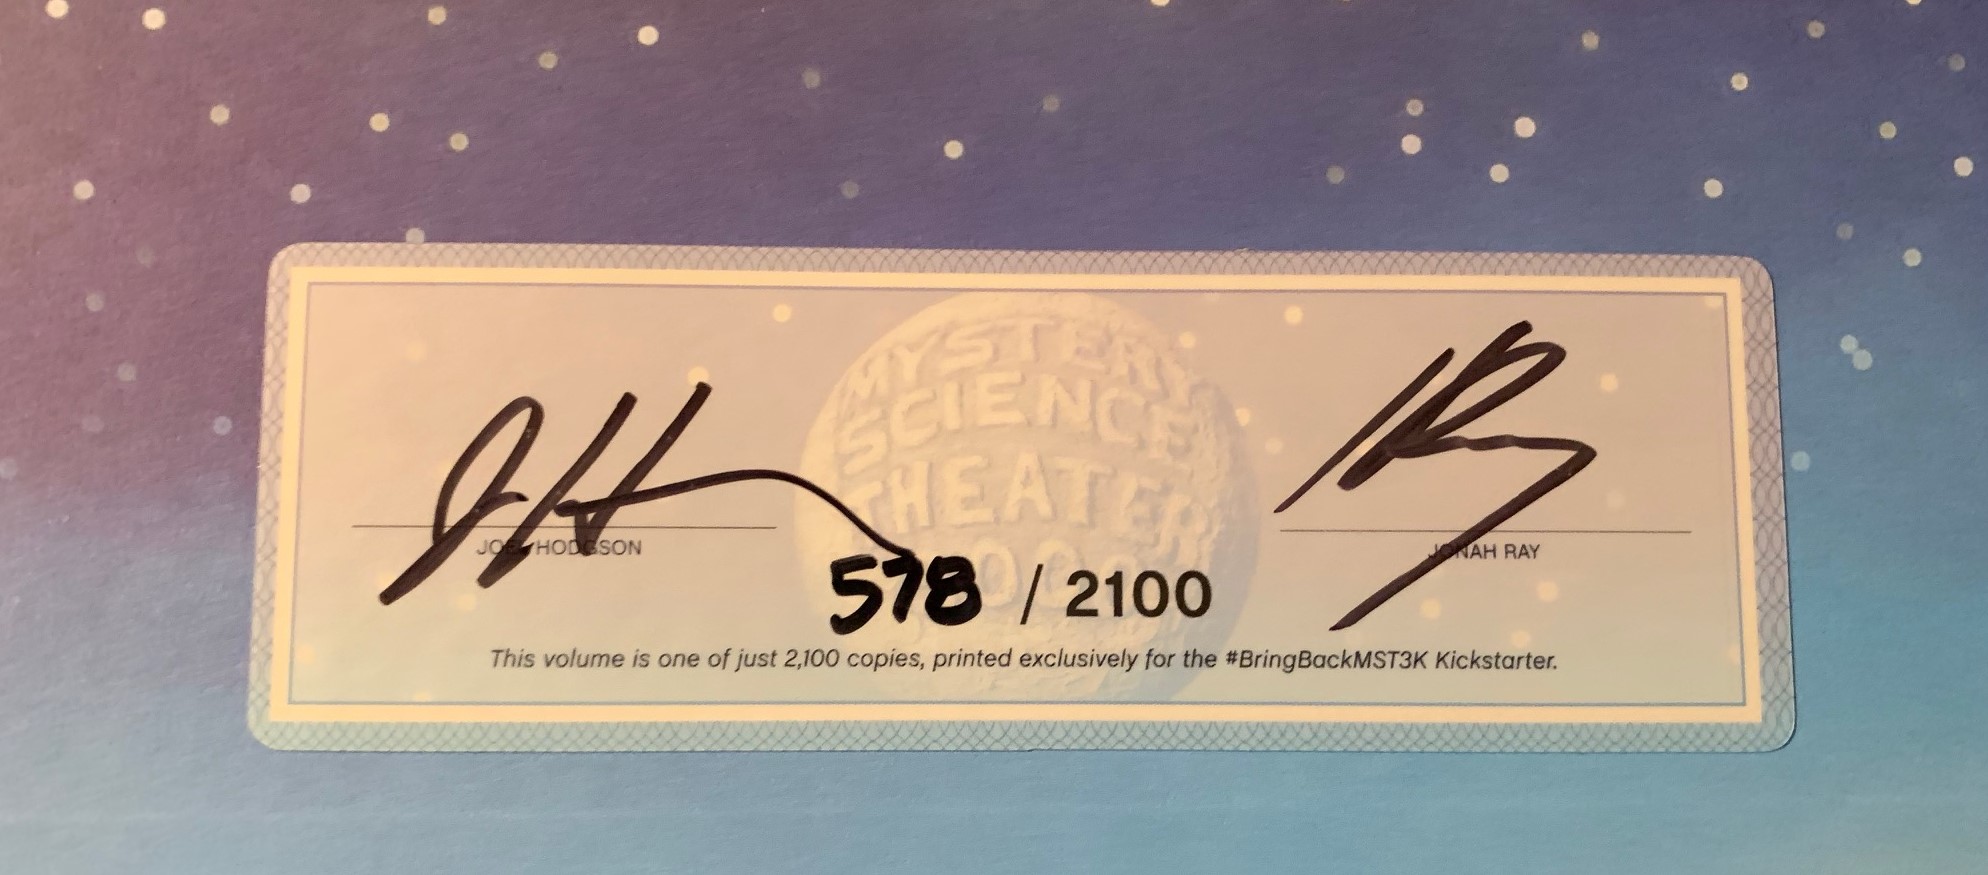 MYSTERY
SCIENCE
THEATER
3000
JOEL HODGSON
JONAH RAY
578 / 2100
This volume is one of just 2,100 copies, printed exclusively for the #BringBackMST3K Kickstarter.